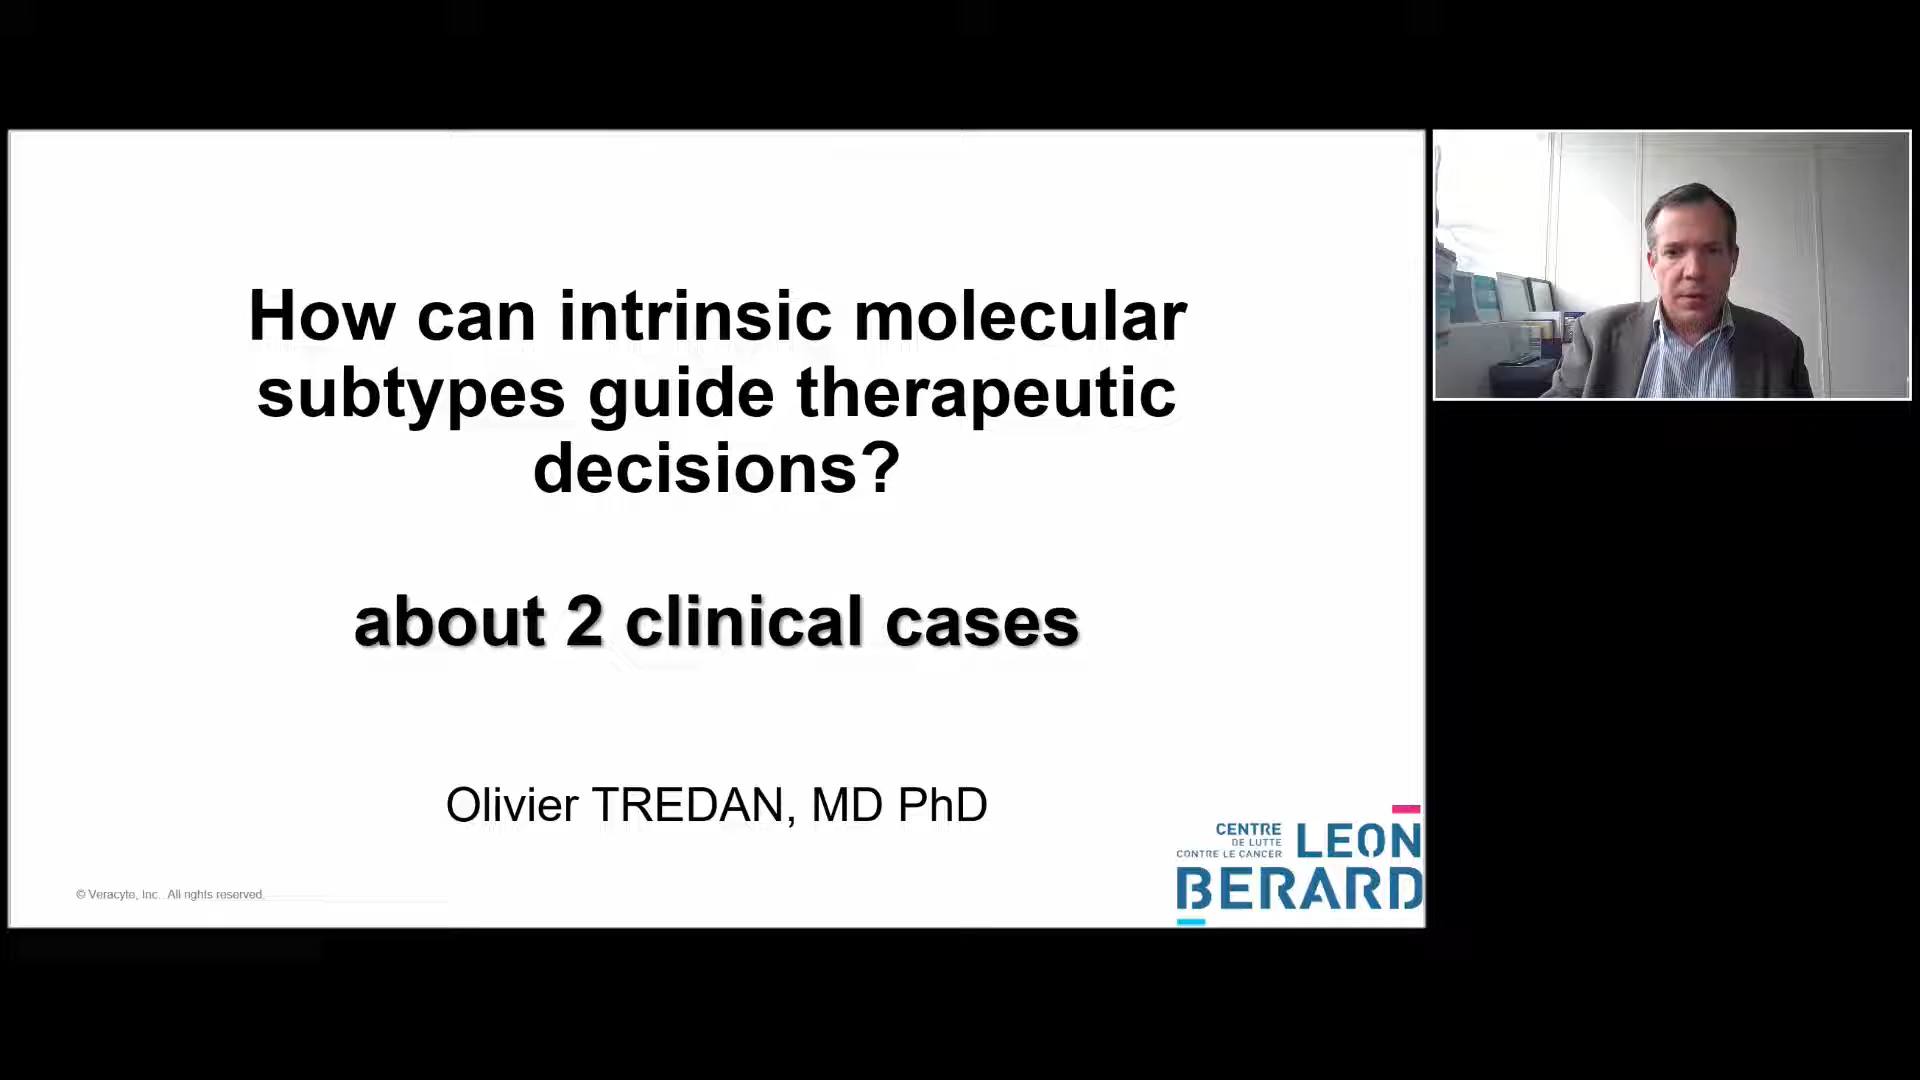 How can intrinsic molecular
subtypes guide therapeutic
decisions?
about 2 clinical cases
Olivier TREDAN, MD PhD
© Veracyte, Inc. All rights reserved.
CENTRE
DE LUTTE
CONTRE LE CANCER
LEON
BERARD